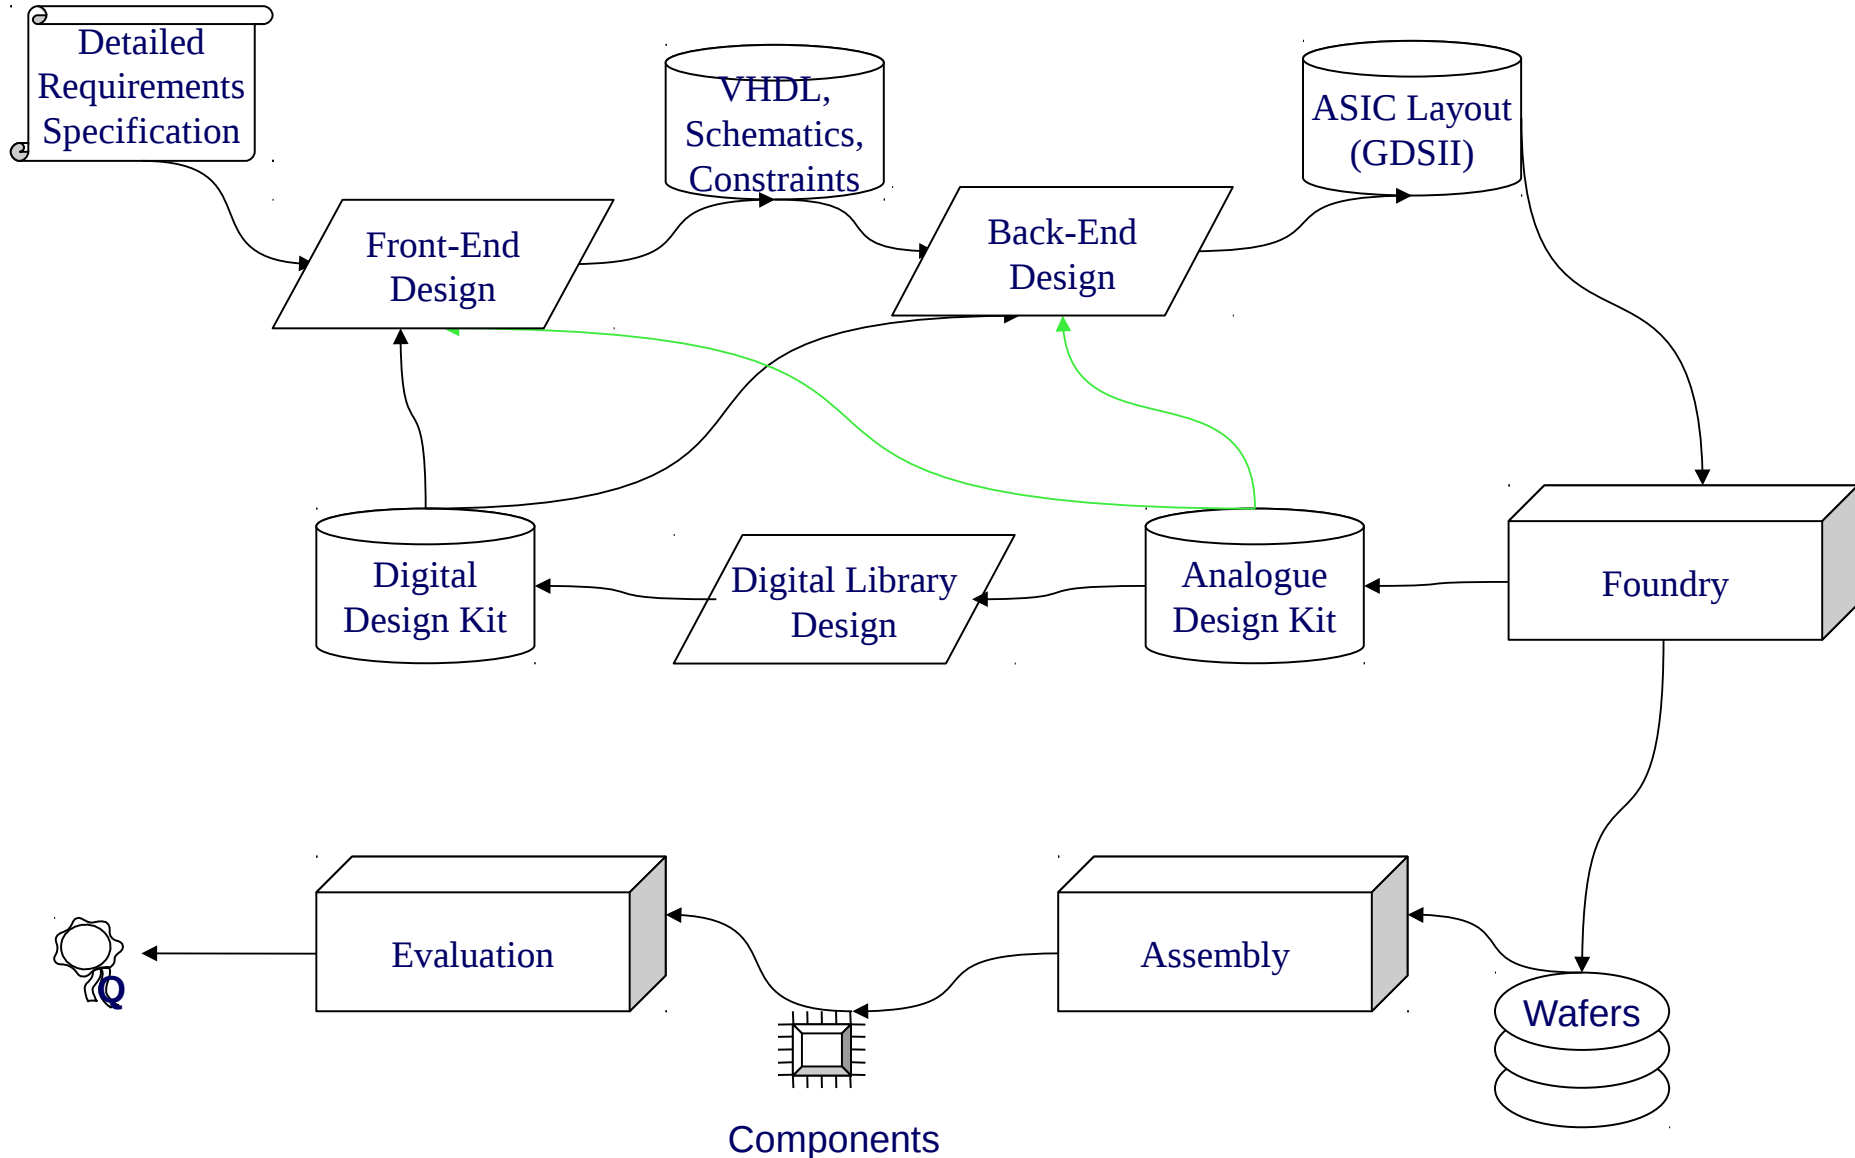 Detailed
Requirements
Specification
VHDL,
Schematics,
Constraints
ASIC Layout
(GDSII)
Front-End
Design
Back-End
Design
Digital
Design Kit
Digital Library
Design
Analogue
Design Kit
Foundry
Evaluation
Assembly
Wafers
Q
Components